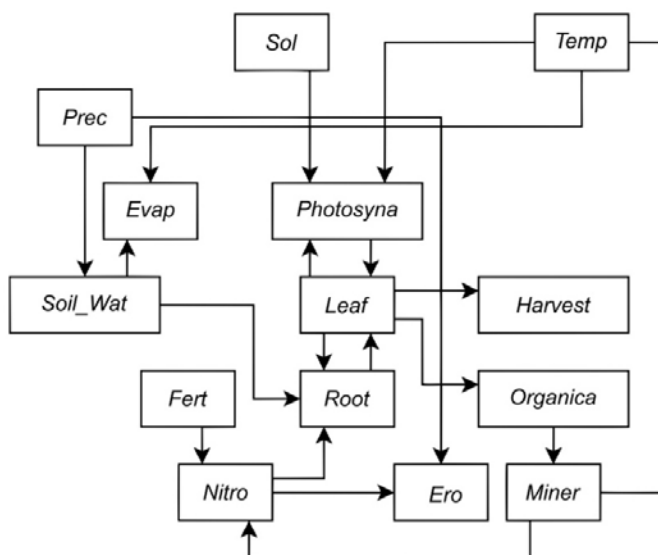 Sol
Temp
Prec
Evap
Photosyna
Soil_Wat
Leaf
Harvest
Fert
Root
Organica
Nitro
Ero
Miner